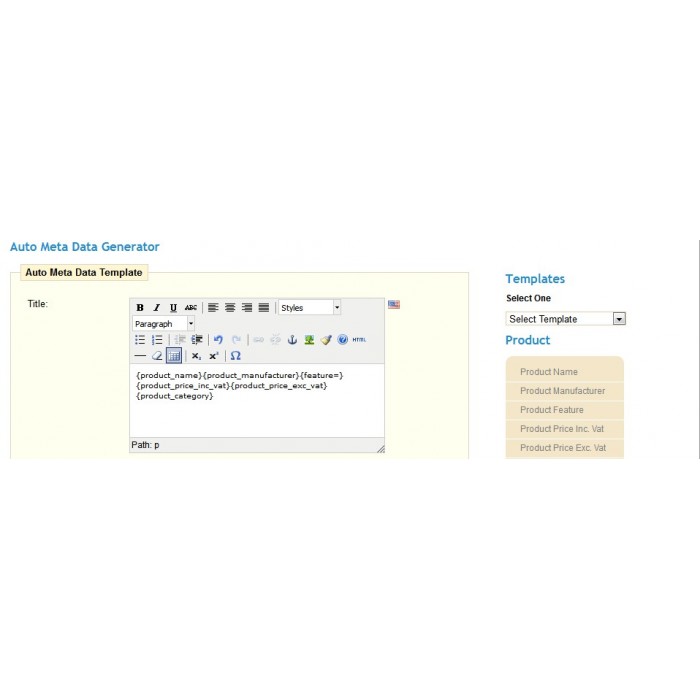 Auto Meta Data Generator
Auto Meta Data Template
Title:
B I U ABC Styles
Paragraph
HTML
x₂ x² Ω
{product_name}{product_manufacturer}{feature=}
{product_price_inc_vat}{product_price_exc_vat}
{product_category}
Path: p
Templates
Select One
Select Template
Product
Product Name
Product Manufacturer
Product Feature
Product Price Inc. Vat
Product Price Exc. Vat